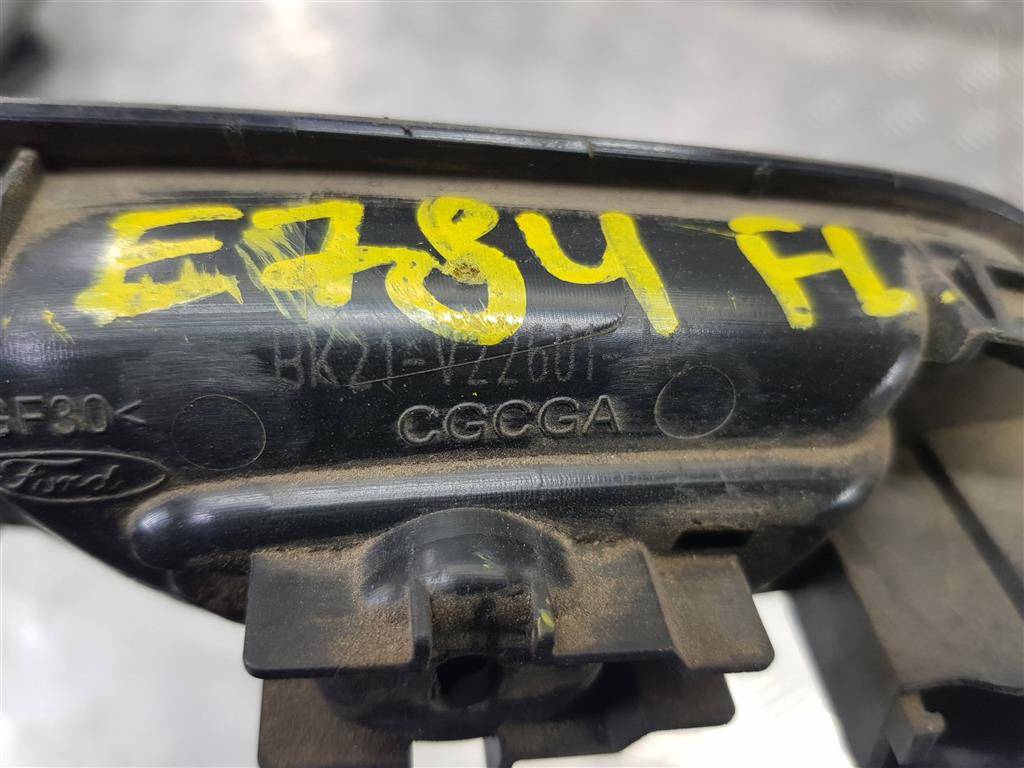 E784 H
BK21-V22601-
GF30<
CGCGA
Ford